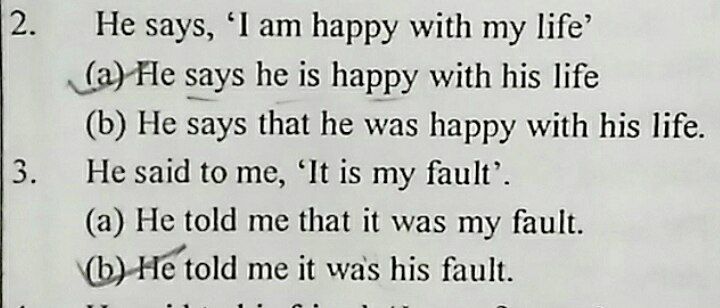 2. He says, ‘I am happy with my life’
(a) He says he is happy with his life
(b) He says that he was happy with his life.
3. He said to me, ‘It is my fault’.
(a) He told me that it was my fault.
(b) He told me it was his fault.